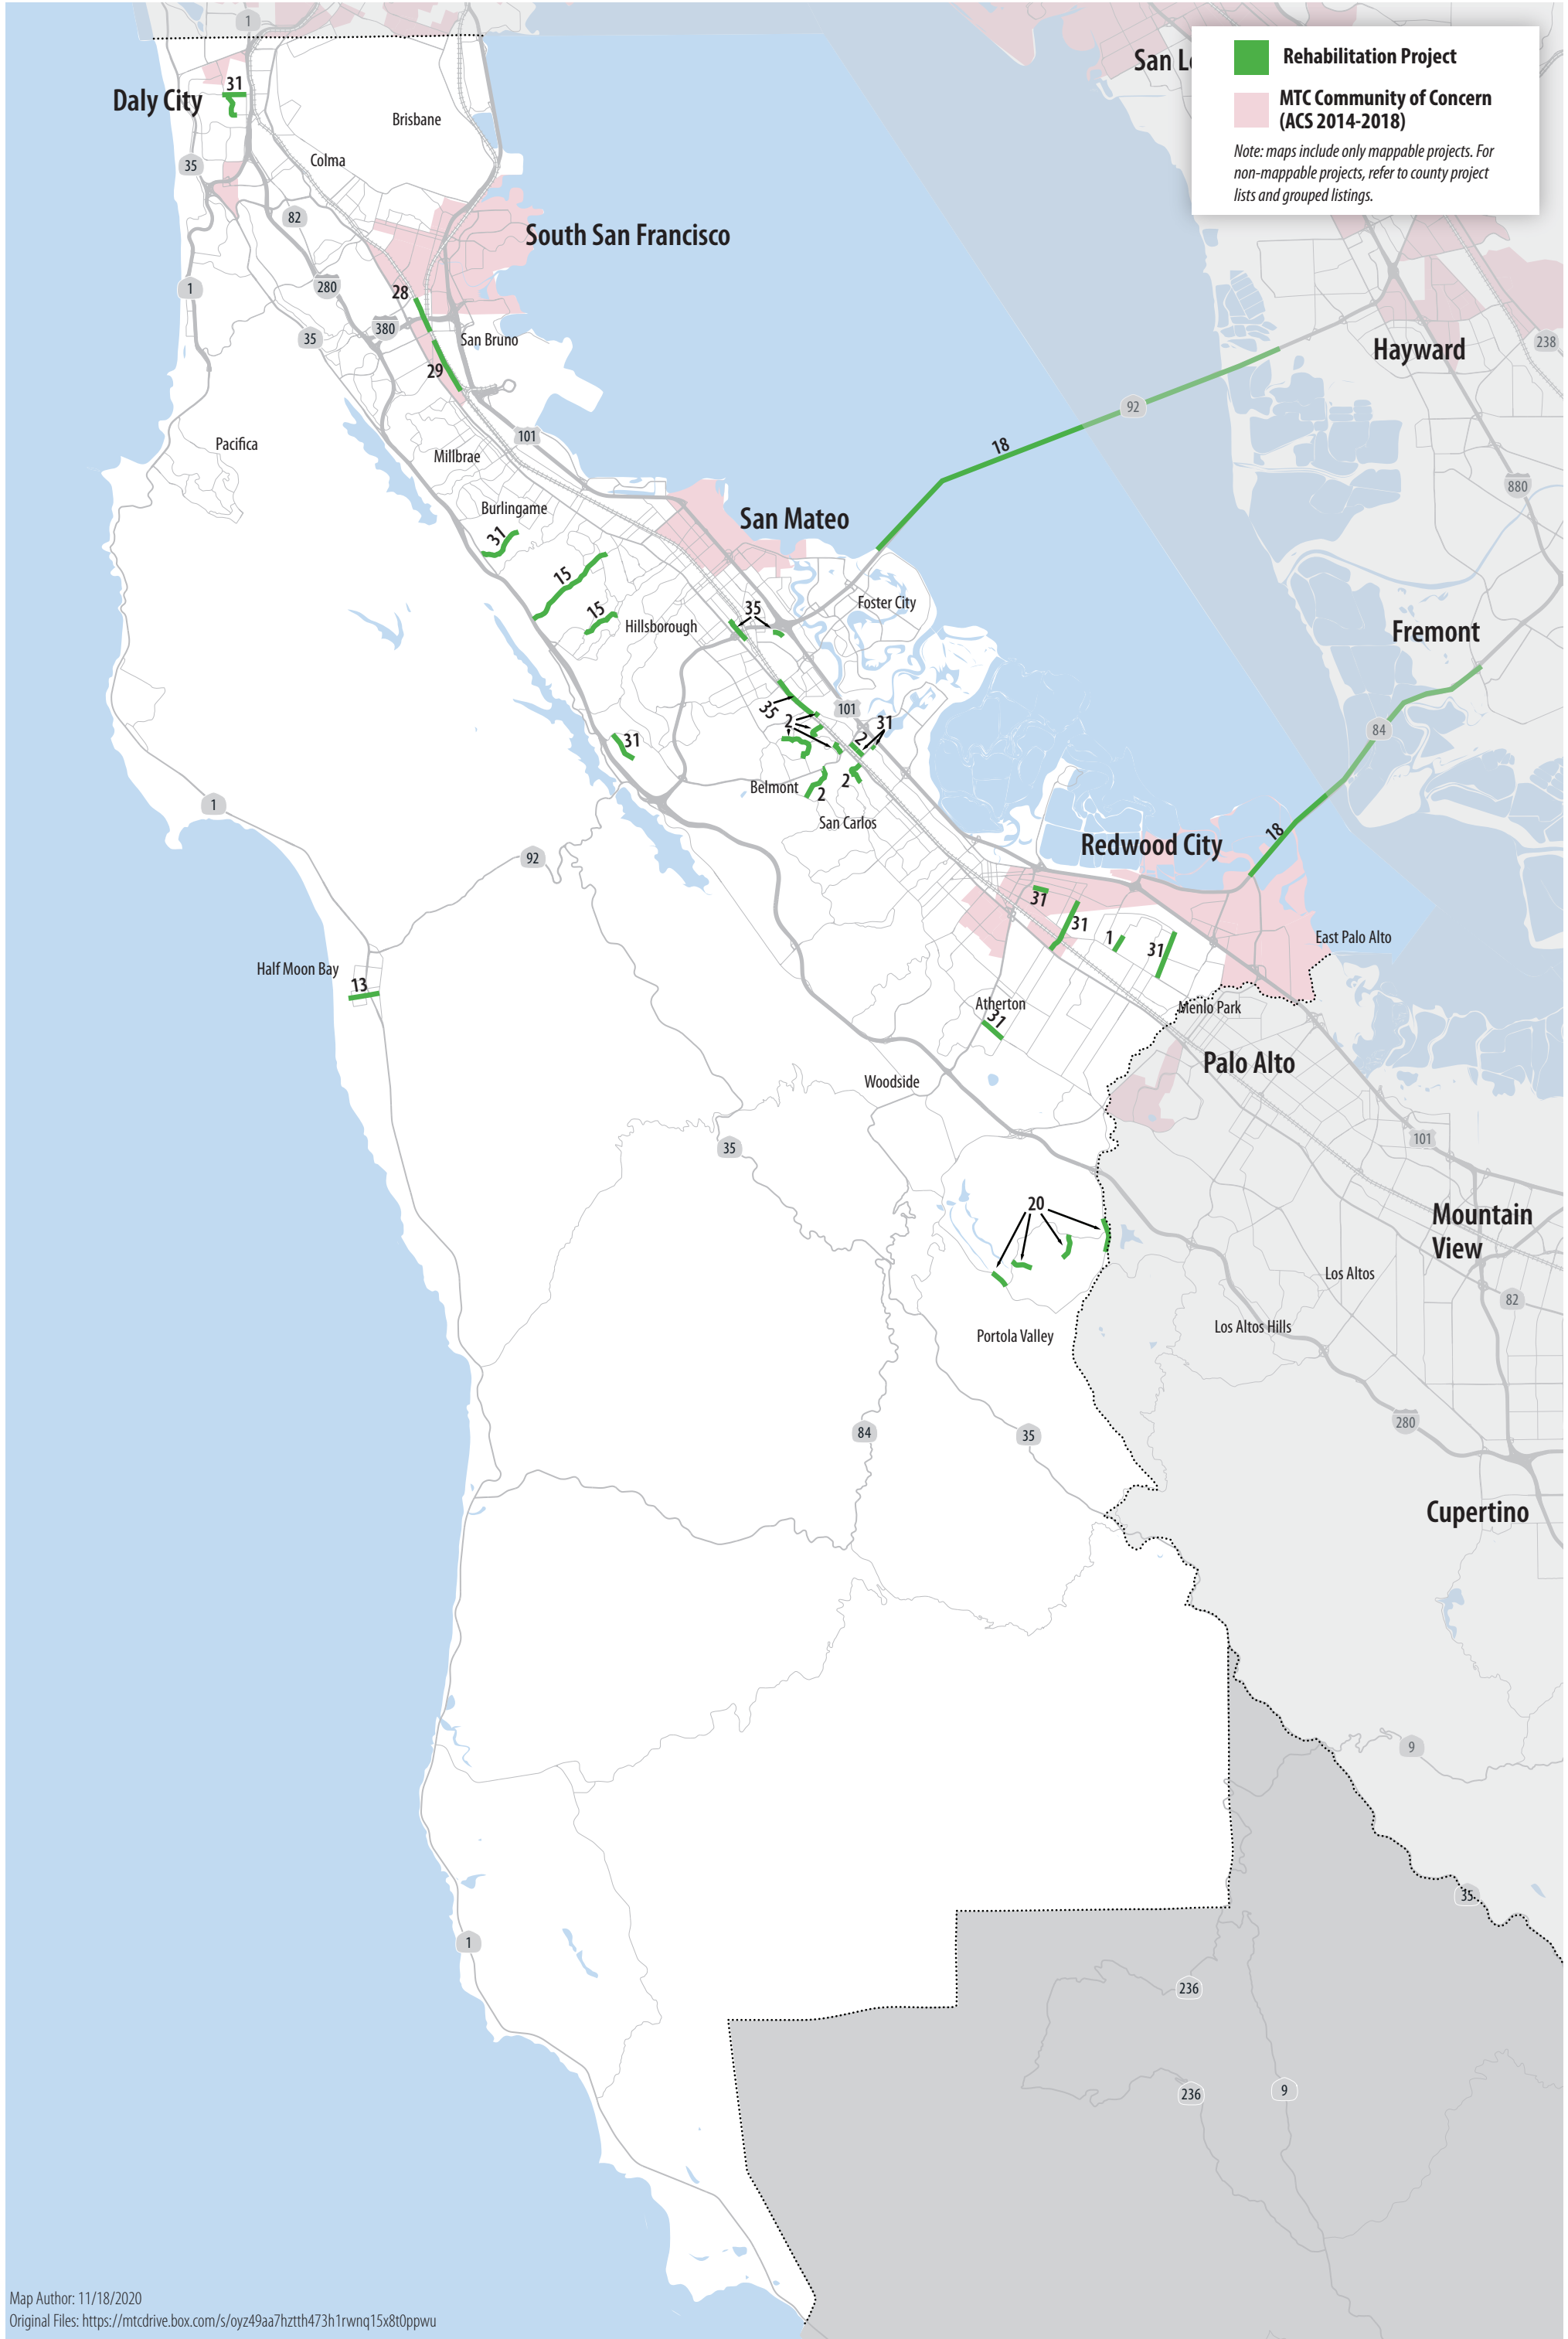 1
San L
Rehabilitation Project
MTC Community of Concern
(ACS 2014-2018)
Note: maps include only mappable projects. For
non-mappable projects, refer to county project
lists and grouped listings.
31
Daly City
Brisbane
Colma
35
82
South San Francisco
280
1
28
380
35
San Bruno
238
Hayward
29
92
101
18
Pacifica
Millbrae
880
Burlingame
San Mateo
31
15
15
35
Foster City
Hillsborough
Fremont
35
101
2
31
2
84
31
2
Belmont
2
1
San Carlos
18
Redwood City
92
31
31
1
31
East Palo Alto
Half Moon Bay
13
Atherton
31
Menlo Park
Palo Alto
Woodside
101
35
20
Mountain
View
Los Altos
82
Los Altos Hills
Portola Valley
280
84
35
Cupertino
9
35
1
236
236
9
Map Author: 11/18/2020
Original Files: https://mtcdrive.box.com/s/oyz49aa7hztth473h1rwnq15x8t0ppwu